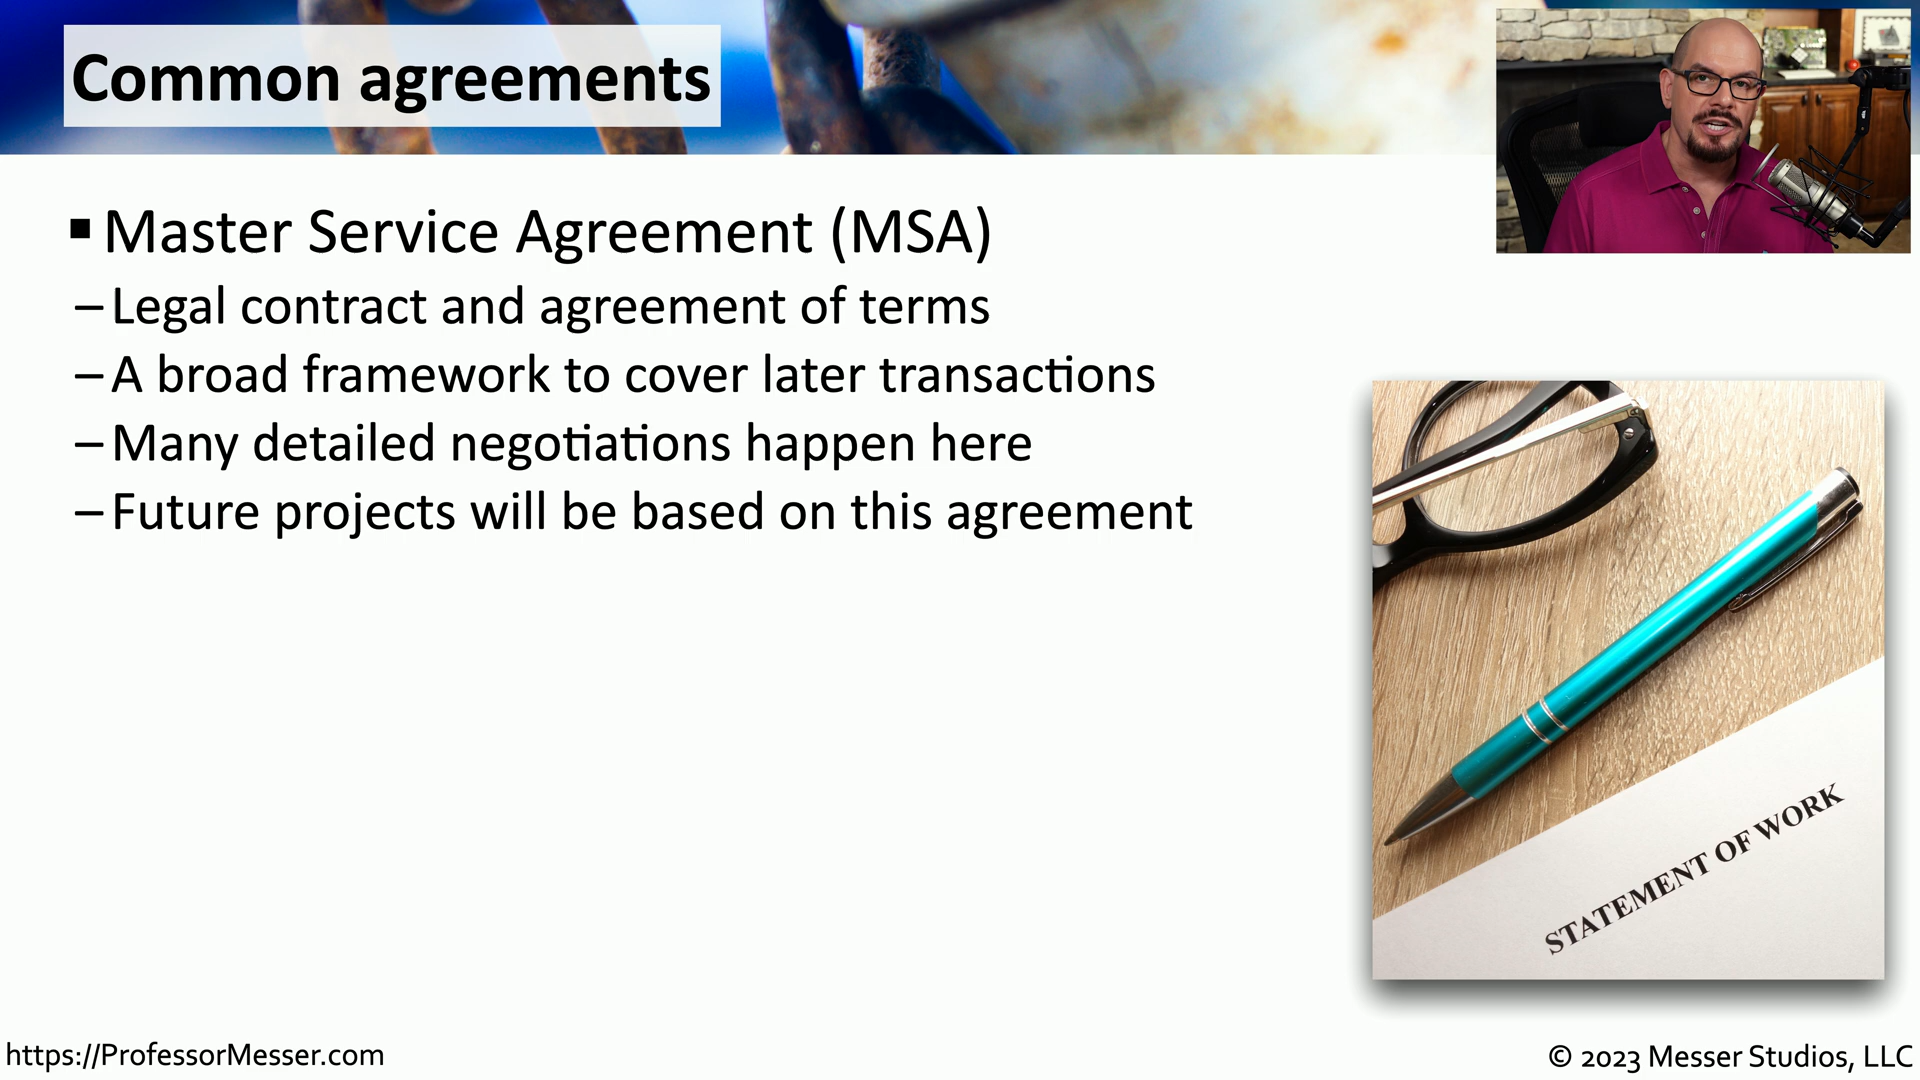 Common agreements
▪ Master Service Agreement (MSA)
– Legal contract and agreement of terms
– A broad framework to cover later transactions
– Many detailed negotiations happen here
– Future projects will be based on this agreement
STATEMENT OF WORK
https://ProfessorMesser.com
© 2023 Messer Studios, LLC